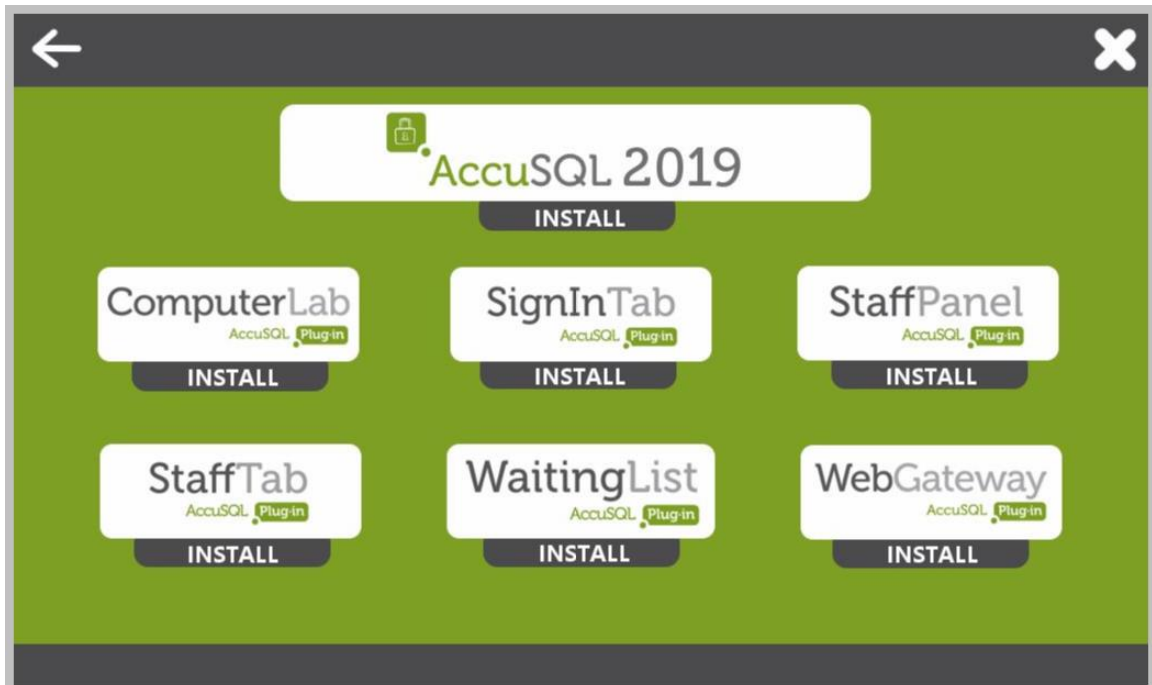 AccuSQL 2019
INSTALL
ComputerLab
AccuSQL Plug-in
INSTALL
SignInTab
AccuSQL Plug-in
INSTALL
StaffPanel
AccuSQL Plug-in
INSTALL
StaffTab
AccuSQL Plug-in
INSTALL
WaitingList
AccuSQL Plug-in
INSTALL
WebGateway
AccuSQL Plug-in
INSTALL